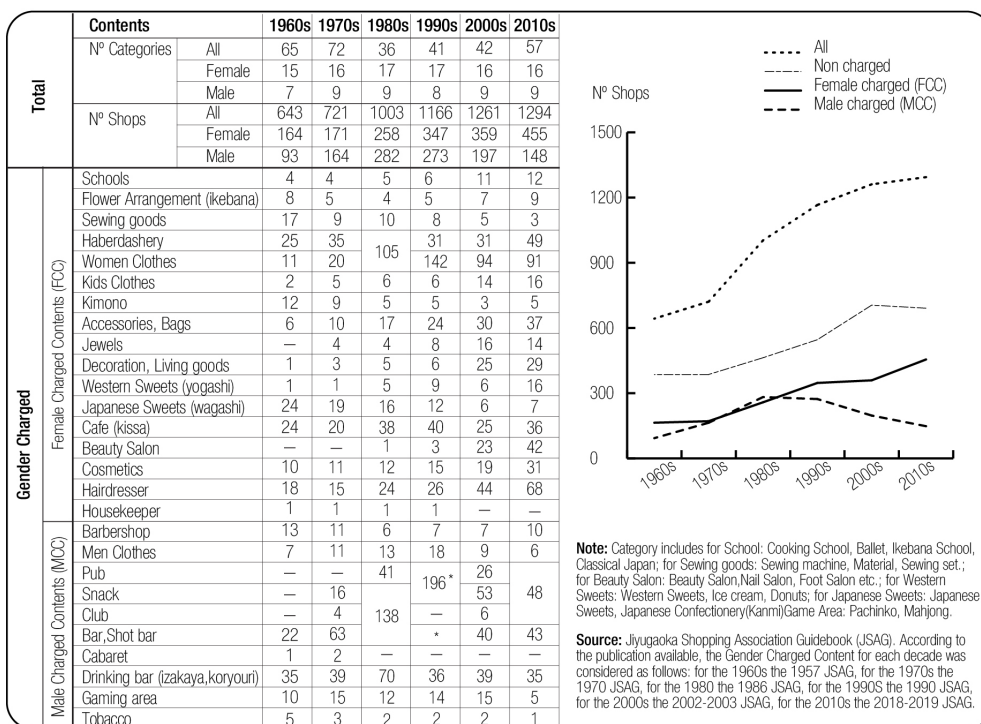 Contents 1960s 1970s 1980s 1990s 2000s 2010s
Total
Nº Categories All 65 72 36 41 42 57
Female 15 16 17 17 16 16
Male 7 9 9 8 9 9
Nº Shops All 643 721 1003 1166 1261 1294
Female 164 171 258 347 359 455
Male 93 164 282 273 197 148
Gender Charged
Female Charged Contents (FCC)
Schools 4 4 5 6 11 12
Flower Arrangement (ikebana) 8 5 4 5 7 9
Sewing goods 17 9 10 8 5 3
Haberdashery 25 35 105 31 31 49
Women Clothes 11 20 142 94 91
Kids Clothes 2 5 6 6 14 16
Kimono 12 9 5 5 3 5
Accessories, Bags 6 10 17 24 30 37
Jewels — 4 4 8 16 14
Decoration, Living goods 1 3 5 6 25 29
Western Sweets (yogashi) 1 1 5 9 6 16
Japanese Sweets (wagashi) 24 19 16 12 6 7
Cafe (kissa) 24 20 38 40 25 36
Beauty Salon — — 1 3 23 42
Cosmetics 10 11 12 15 19 31
Hairdresser 18 15 24 26 44 68
Housekeeper 1 1 1 1 — —
Male Charged Contents (MCC)
Barbershop 13 11 6 7 7 10
Men Clothes 7 11 13 18 9 6
Pub — — 41 196 * 26 48
Snack — 16 138 53
Club — 4 — 6
Bar,Shot bar 22 63 * 40 43
Cabaret 1 2 — — — —
Drinking bar (izakaya,koryouri) 35 39 70 36 39 35
Gaming area 10 15 12 14 15 5
Tobacco 5 3 2 2 2 1
All
Non charged
Female charged (FCC)
Male charged (MCC)
Nº Shops
1500
1200
900
600
300
0
1960s 1970s 1980s 1990s 2000s 2010s
Note: Category includes for School: Cooking School, Ballet, Ikebana School,
Classical Japan; for Sewing goods: Sewing machine, Material, Sewing set.;
for Beauty Salon: Beauty Salon,Nail Salon, Foot Salon etc.; for Western
Sweets: Western Sweets, Ice cream, Donuts; for Japanese Sweets: Japanese
Sweets, Japanese Confectionery(Kanmi)Game Area: Pachinko, Mahjong.
Source: Jiyugaoka Shopping Association Guidebook (JSAG). According to
the publication available, the Gender Charged Content for each decade was
considered as follows: for the 1960s the 1957 JSAG, for the 1970s the
1970 JSAG, for the 1980 the 1986 JSAG, for the 1990S the 1990 JSAG,
for the 2000s the 2002-2003 JSAG, for the 2010s the 2018-2019 JSAG.